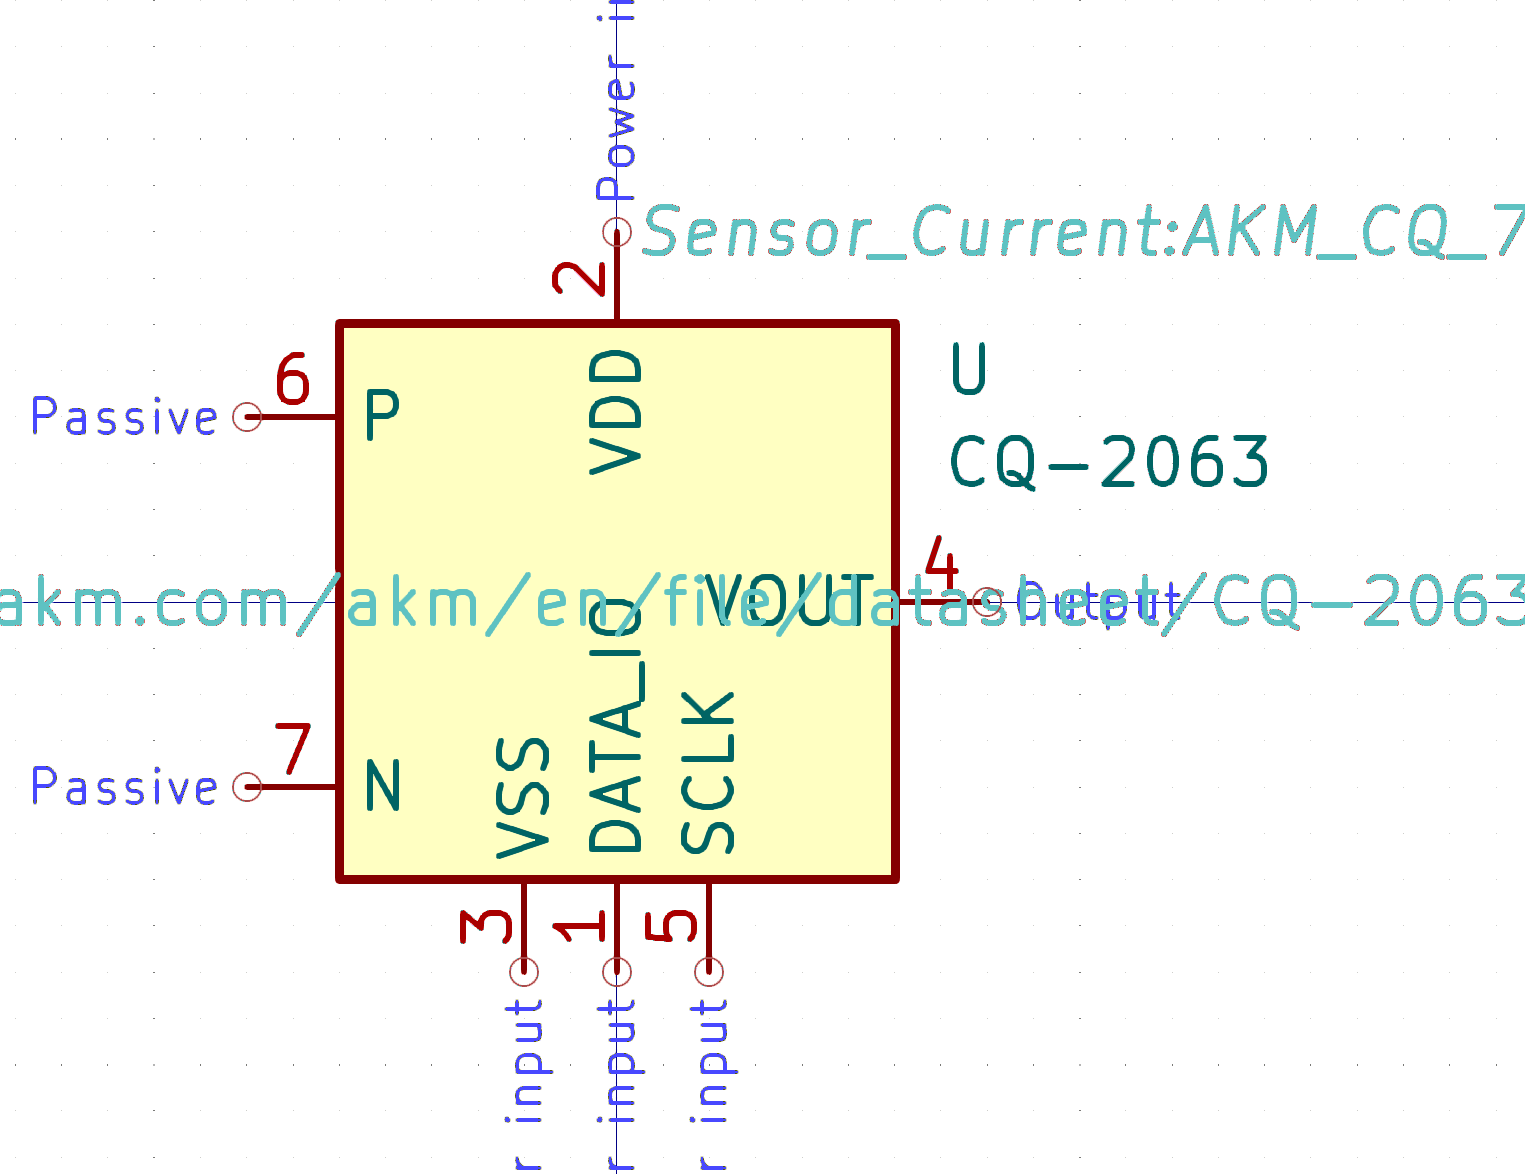 Power in
Sensor_Current:AKM_CQ_7
2
U
CQ-2063
6
Passive
P
VDD
4
akm.com/akm/en/file/datasheet/CQ-2063
VOUT
Output
7
Passive
N
VSS
DATA_IO
SCLK
3
1
5
r input
r input
r input